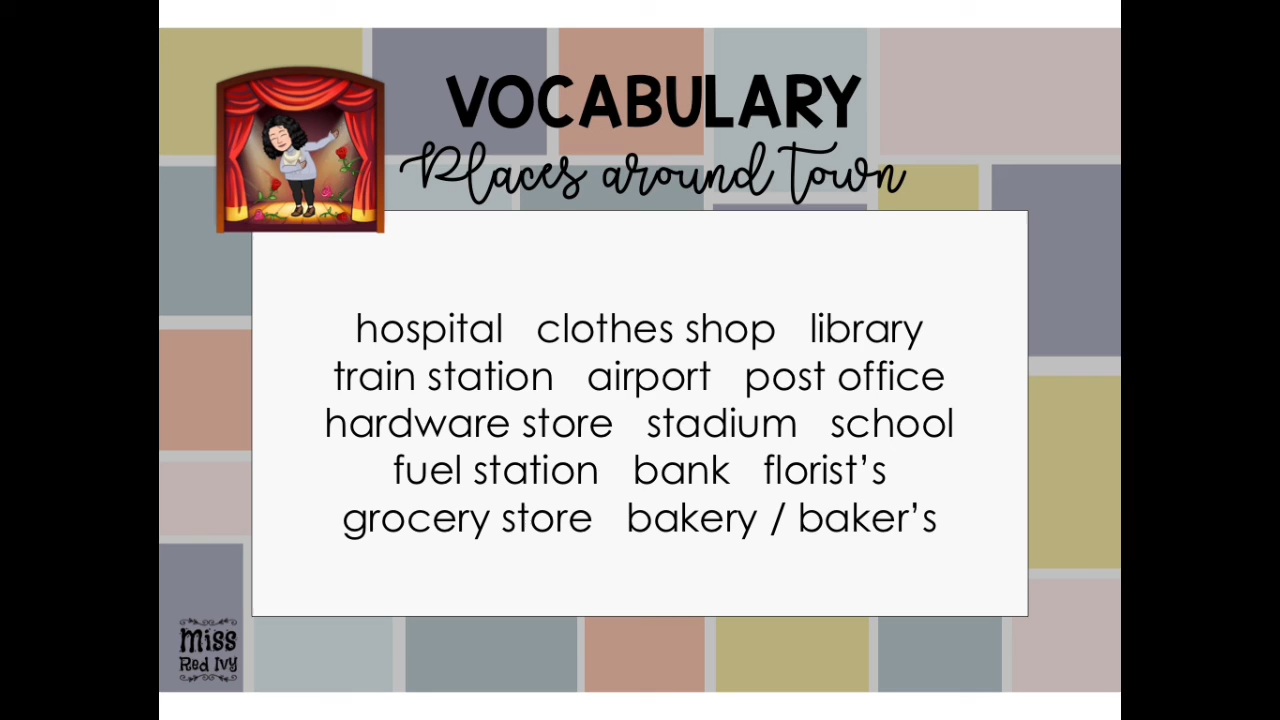 VOCABULARY
Places around town
hospital clothes shop library
train station airport post office
hardware store stadium school
fuel station bank florist’s
grocery store bakery / baker’s
Miss
Red Ivy